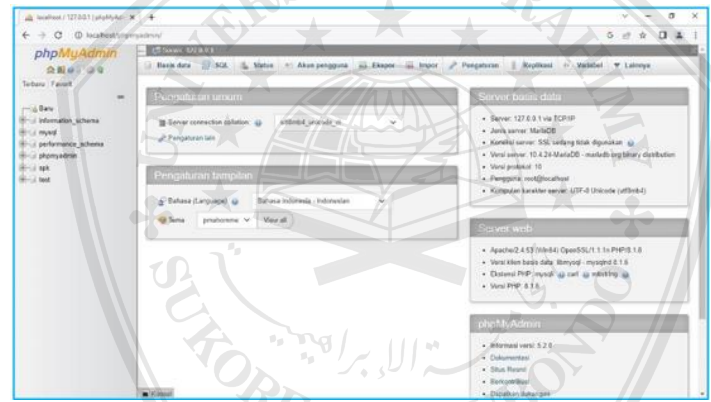 localhost / 127.0.0.1 | phpMyAdm
localhost/phpmyadmin/
phpMyAdmin
Terbaru Favorit
Baru
information_schema
mysql
performance_schema
phpmyadmin
spk
test
Server: 127.0.0.1
Basis data SQL Status Akun pengguna Ekspor Impor Pengaturan Replikasi Variabel Lainnya
Pengaturan umum
Server connection collation: utf8mb4_unicode_ci
Pengaturan lain
Pengaturan tampilan
Bahasa (Language) Bahasa Indonesia - Indonesian
Tema pmahomme View all
Konsol
Server basis data
• Server: 127.0.0.1 via TCP/IP
• Jenis server: MariaDB
• Koneksi server: SSL sedang tidak digunakan
• Versi server: 10.4.24-MariaDB - mariadb.org binary distribution
• Versi protokol: 10
• Pengguna: root@localhost
• Kumpulan karakter server: UTF-8 Unicode (utf8mb4)
Server web
• Apache/2.4.53 (Win64) OpenSSL/1.1.1n PHP/8.1.6
• Versi klien basis data: libmysql - mysqlnd 8.1.6
• Ekstensi PHP: mysqli curl mbstring
• Versi PHP: 8.1.6
phpMyAdmin
• Informasi versi: 5.2.0
• Dokumentasi
• Situs Resmi
• Berkontribusi
• Dapatkan dukungan